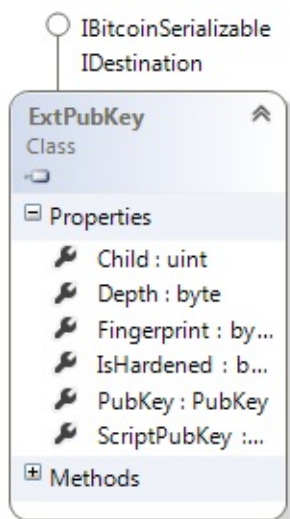 IBitcoinSerializable
IDestination
ExtPubKey
Class
Properties
Child : uint
Depth : byte
Fingerprint : by...
IsHardened : b...
PubKey : PubKey
ScriptPubKey :...
Methods